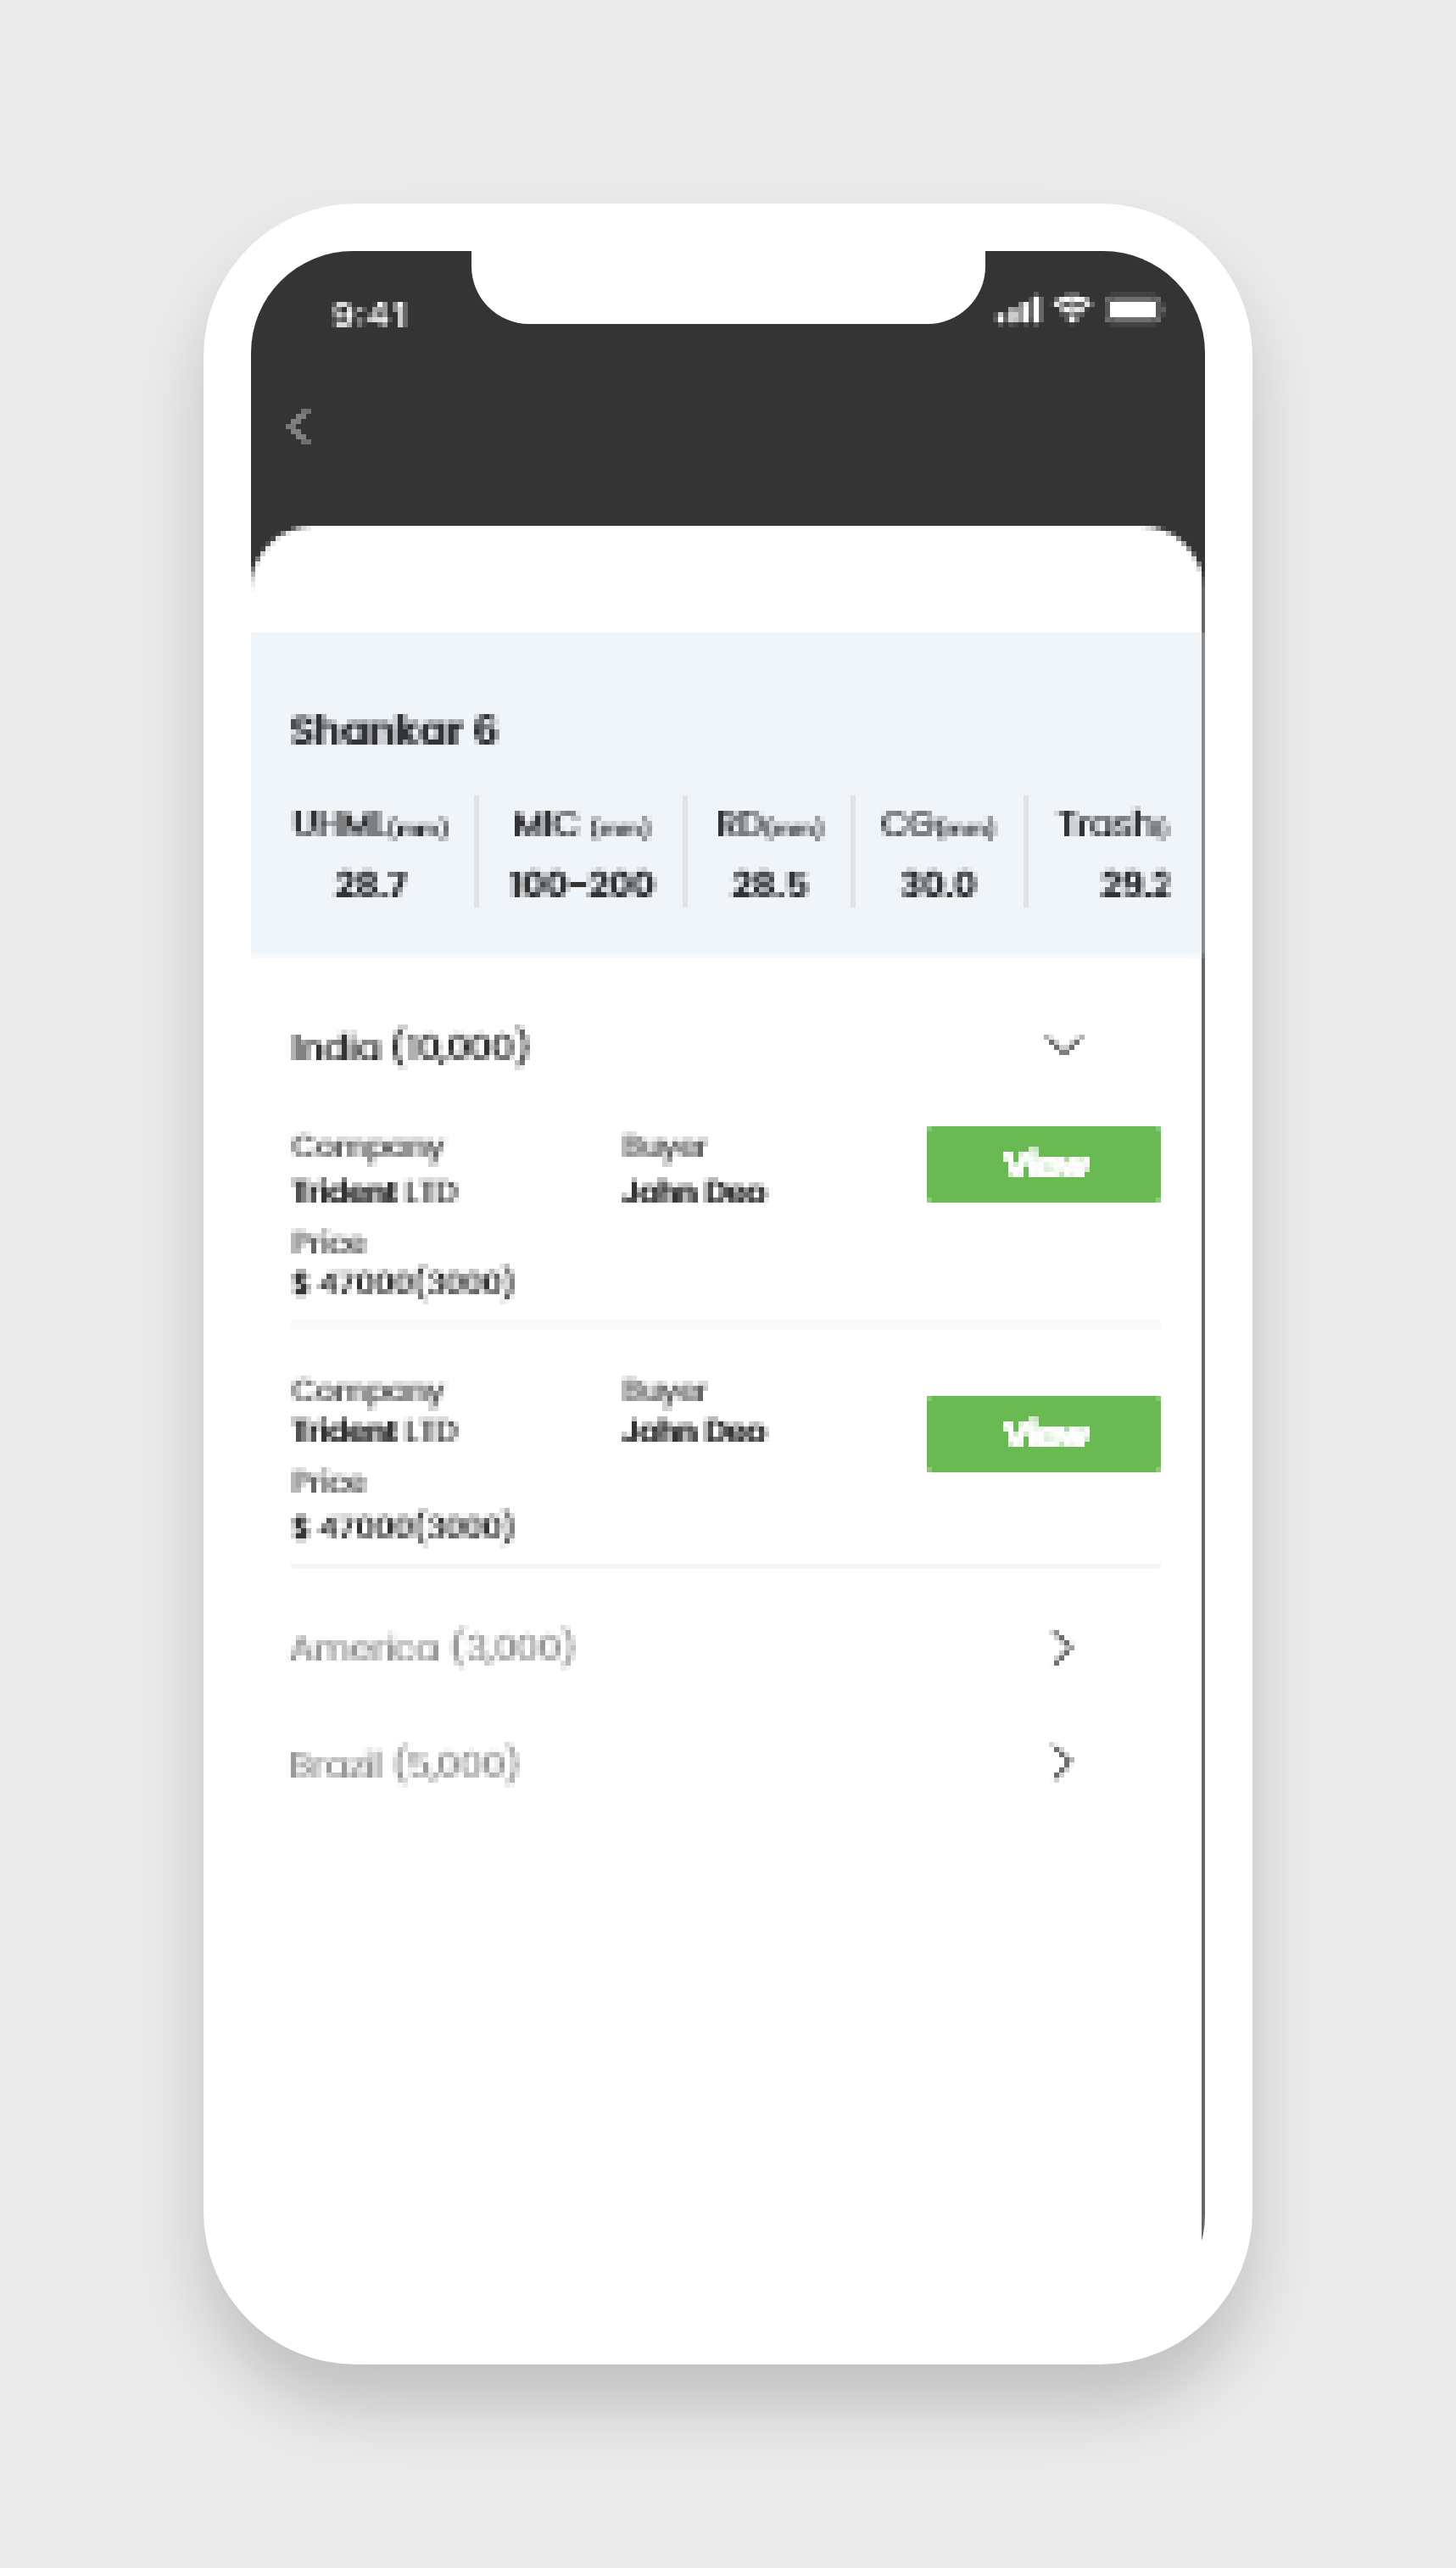 9:41
Shankar 6
UHML(mm) MIC (mm) RD(mm) CG(mm) Trash(
28.7 100-200 28.5 30.0 29.2
India (10,000)
Company Buyer View
Trident LTD John Deo
Price
$ 47000(3000)
Company Buyer
Trident LTD John Deo View
Price
$ 47000(3000)
America (3,000)
Brazil (5,000)